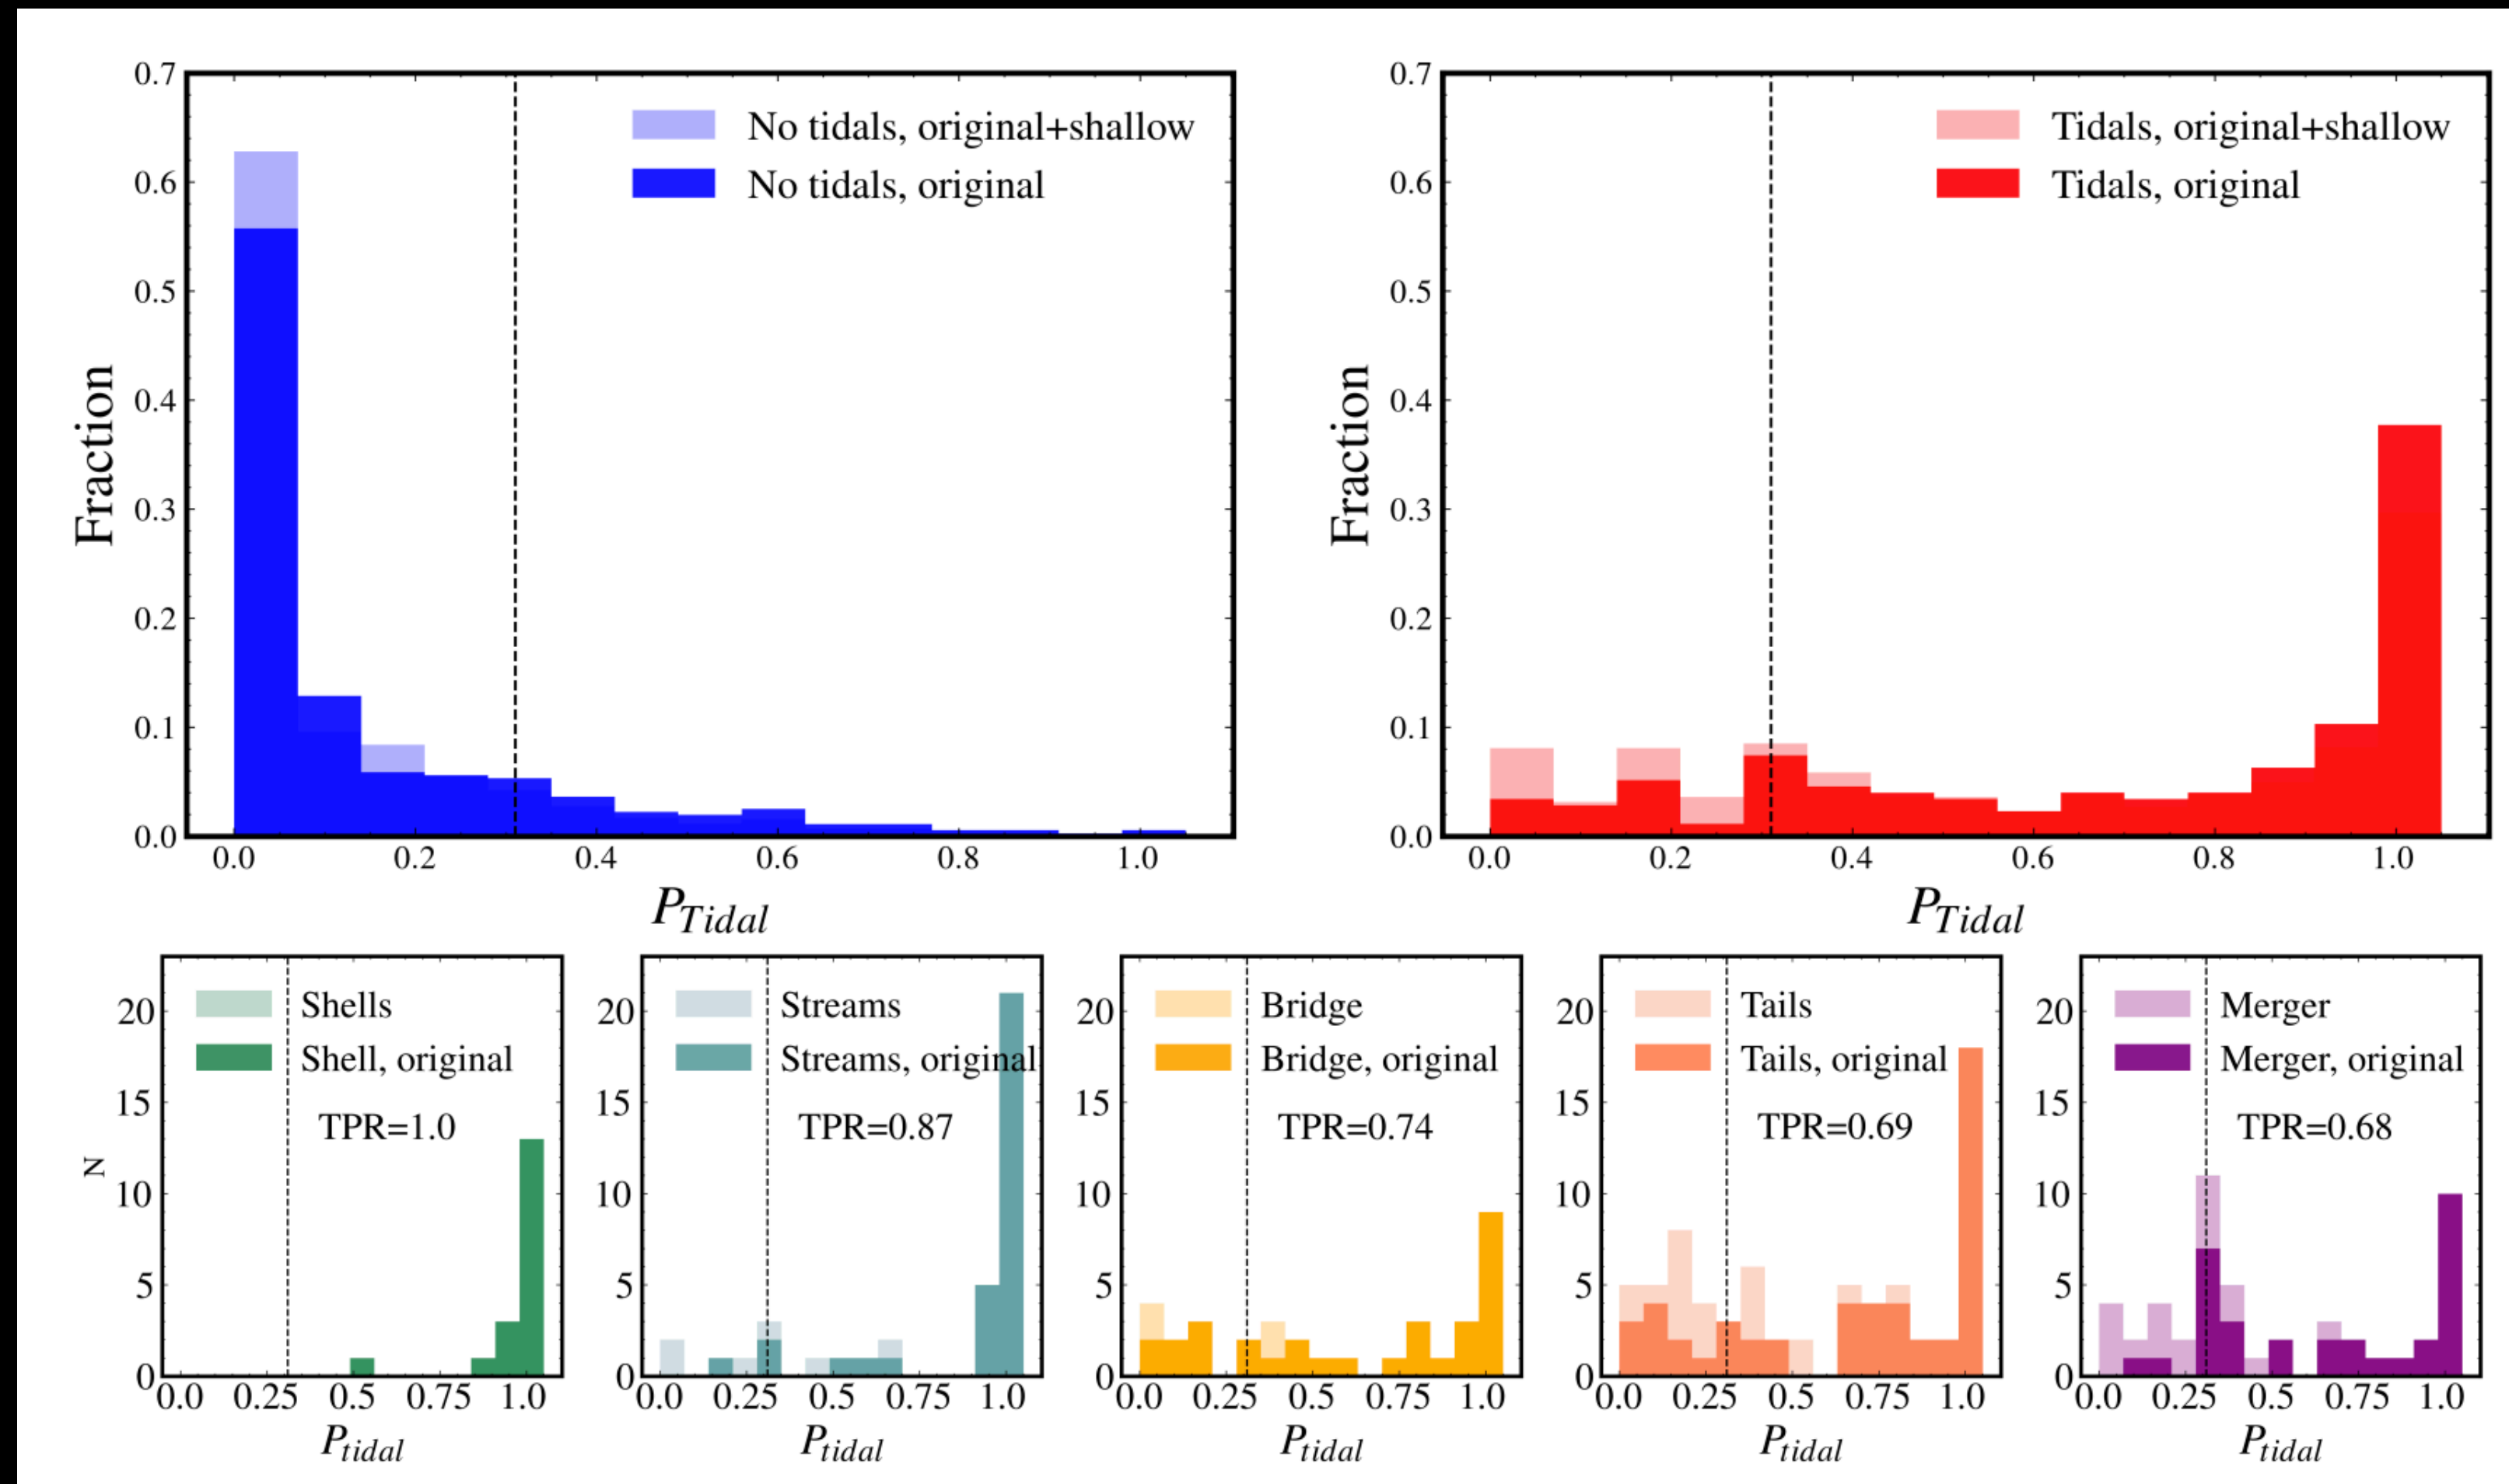 0.7
0.6
0.5
0.4
0.3
0.2
0.1
0.0
Fraction
No tidals, original+shallow
No tidals, original
0.0 0.2 0.4 0.6 0.8 1.0
P_Tidal
0.7
0.6
0.5
0.4
0.3
0.2
0.1
0.0
Fraction
Tidals, original+shallow
Tidals, original
0.0 0.2 0.4 0.6 0.8 1.0
P_Tidal
20
15
10
5
0
N
Shells
Shell, original
TPR=1.0
0.0 0.25 0.5 0.75 1.0
P_tidal
20
15
10
5
0
Streams
Streams, original
TPR=0.87
0.0 0.25 0.5 0.75 1.0
P_tidal
20
15
10
5
0
Bridge
Bridge, original
TPR=0.74
0.0 0.25 0.5 0.75 1.0
P_tidal
20
15
10
5
0
Tails
Tails, original
TPR=0.69
0.0 0.25 0.5 0.75 1.0
P_tidal
20
15
10
5
0
Merger
Merger, original
TPR=0.68
0.0 0.25 0.5 0.75 1.0
P_tidal